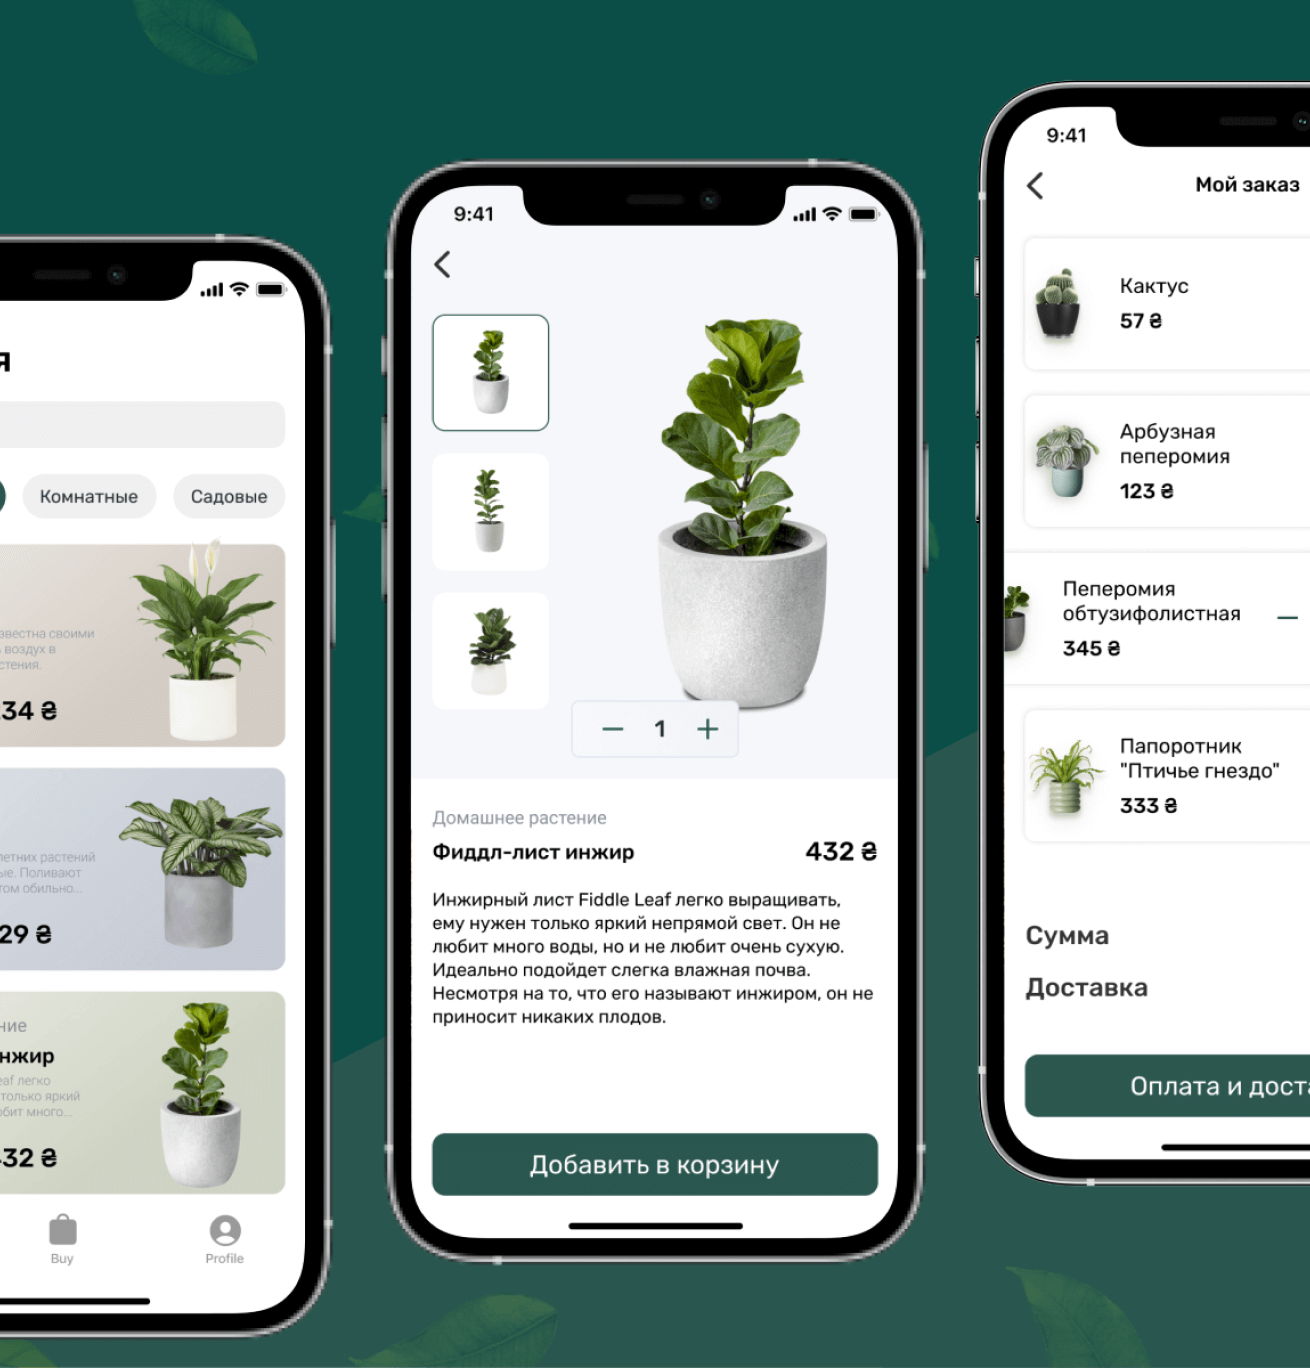 9:41
Комнатные
Садовые
звестна своими
воздух в
стения.
34 ₴
летних растений
ые. Поливают
том обильно...
29 ₴
ние
нжир
eaf легко
только яркий
бит много...
432 ₴
Buy
Profile
9:41
Домашнее растение
Фиддл-лист инжир
432 ₴
1
Инжирный лист Fiddle Leaf легко выращивать,
ему нужен только яркий непрямой свет. Он не
любит много воды, но и не любит очень сухую.
Идеально подойдет слегка влажная почва.
Несмотря на то, что его называют инжиром, он не
приносит никаких плодов.
Добавить в корзину
Мой заказ
Кактус
57 ₴
Арбузная
пеперомия
123 ₴
Пеперомия
обтузифолистная
345 ₴
Папоротник
"Птичье гнездо"
333 ₴
Сумма
Доставка
Оплата и дост